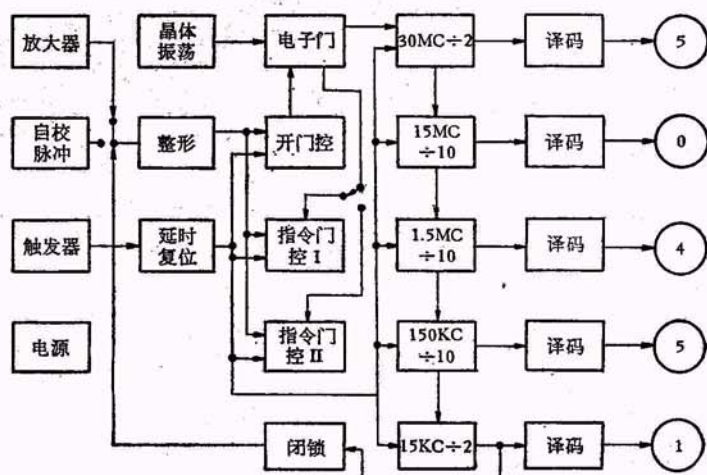 放大器
晶体
振荡
电子门
30MC÷2
译码
5
自校
脉冲
整形
开门控
15MC
÷10
译码
0
触发器
延时
复位
指令门
控 I
1.5MC
÷10
译码
4
电源
指令门
控 II
150KC
÷10
译码
5
闭锁
15KC÷2
译码
1